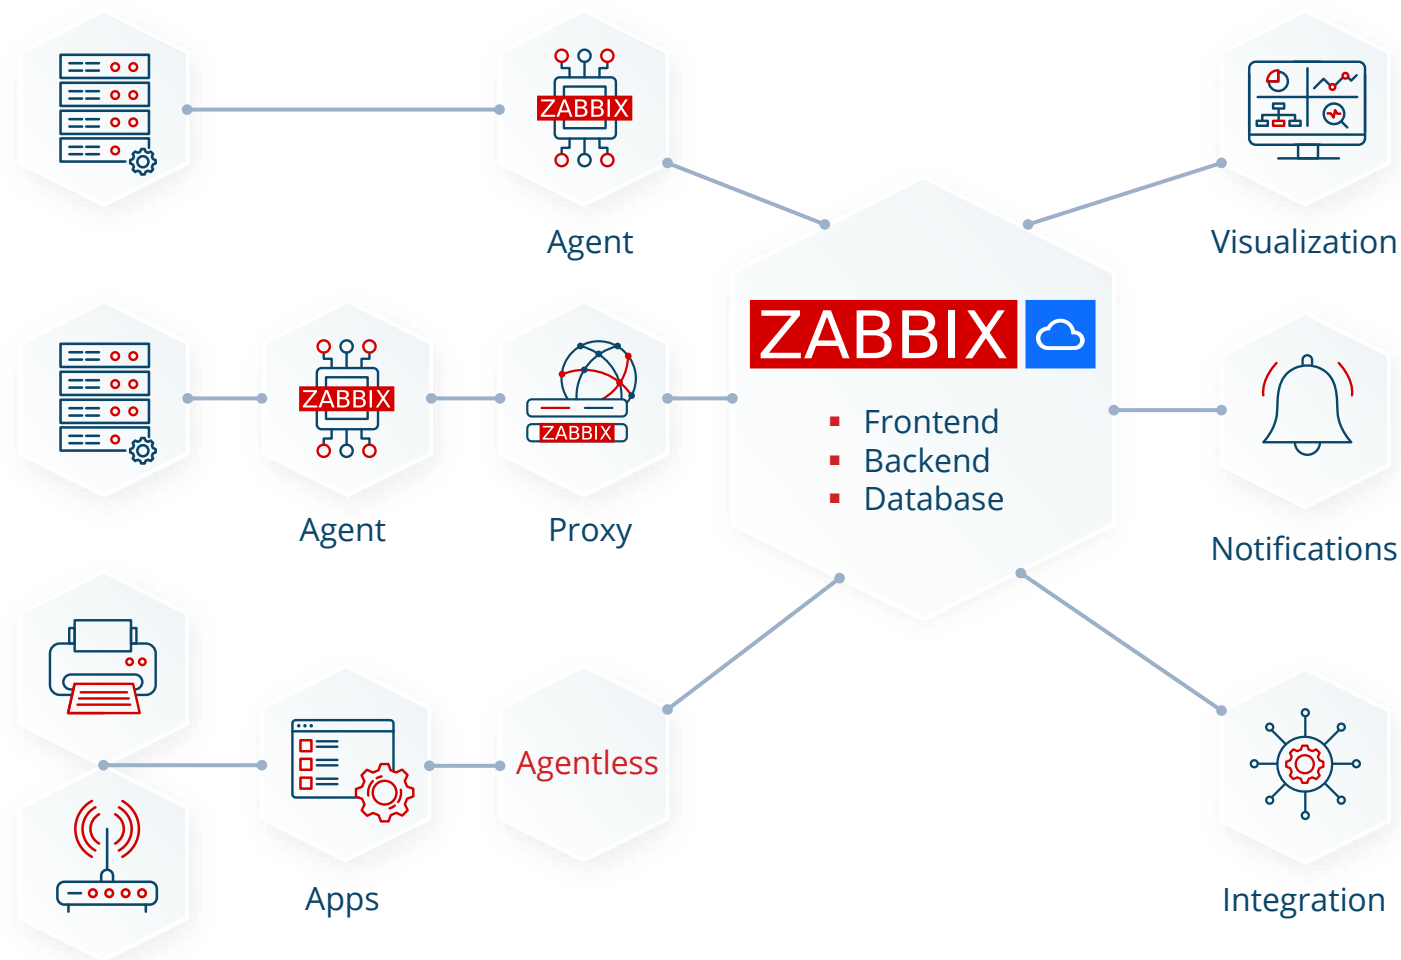 ZABBIX
Agent
Visualization
ZABBIX
Frontend
Backend
Database
ZABBIX
Agent
ZABBIX
Proxy
Notifications
Agentless
Apps
Integration